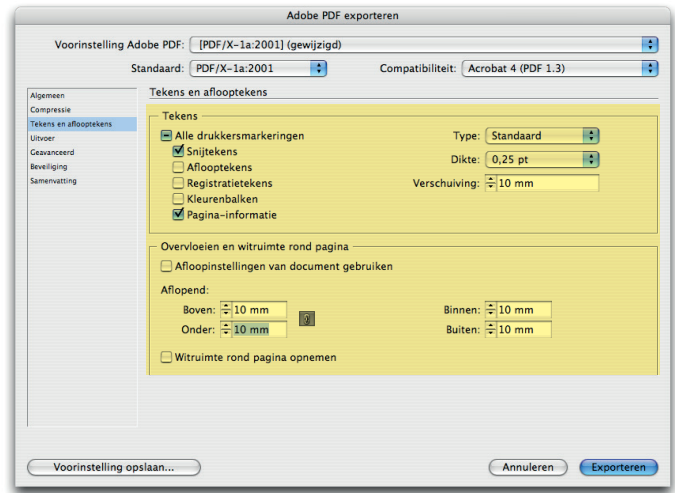 Adobe PDF exporteren
Voorinstelling Adobe PDF: [PDF/X-1a:2001] (gewijzigd)
Standaard: PDF/X-1a:2001 Compatibiliteit: Acrobat 4 (PDF 1.3)
Algemeen
Compressie
Tekens en aflooptekens
Uitvoer
Geavanceerd
Beveiliging
Samenvatting
Tekens en aflooptekens
Tekens
Alle drukkersmarkeringen
Snijtekens
Aflooptekens
Registratietekens
Kleurenbalken
Pagina-informatie
Type: Standaard
Dikte: 0,25 pt
Verschuiving: 10 mm
Overvloeien en witruimte rond pagina
Afloopinstellingen van document gebruiken
Aflopend:
Boven: 10 mm Binnen: 10 mm
Onder: 10 mm Buiten: 10 mm
Witruimte rond pagina opnemen
Voorinstelling opslaan... Annuleren Exporteren